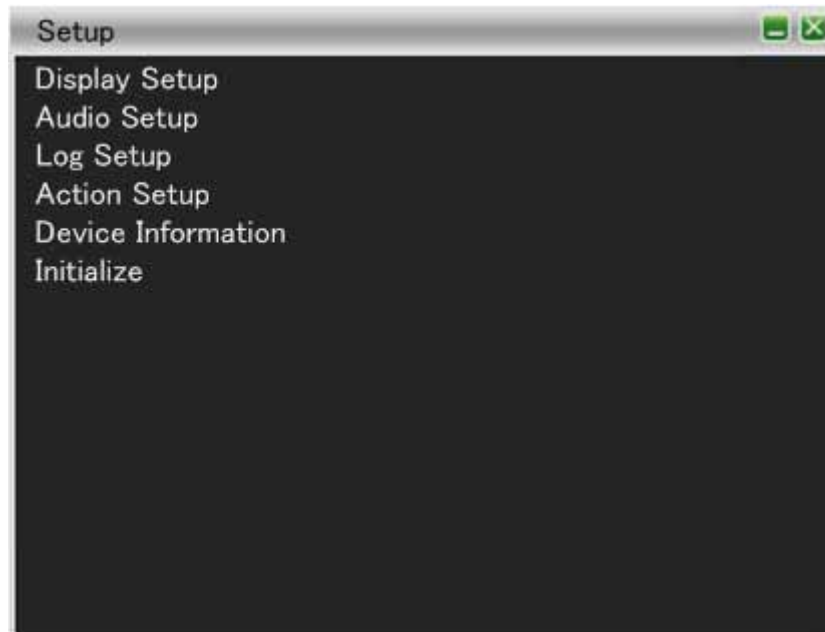 Setup
Display Setup
Audio Setup
Log Setup
Action Setup
Device Information
Initialize